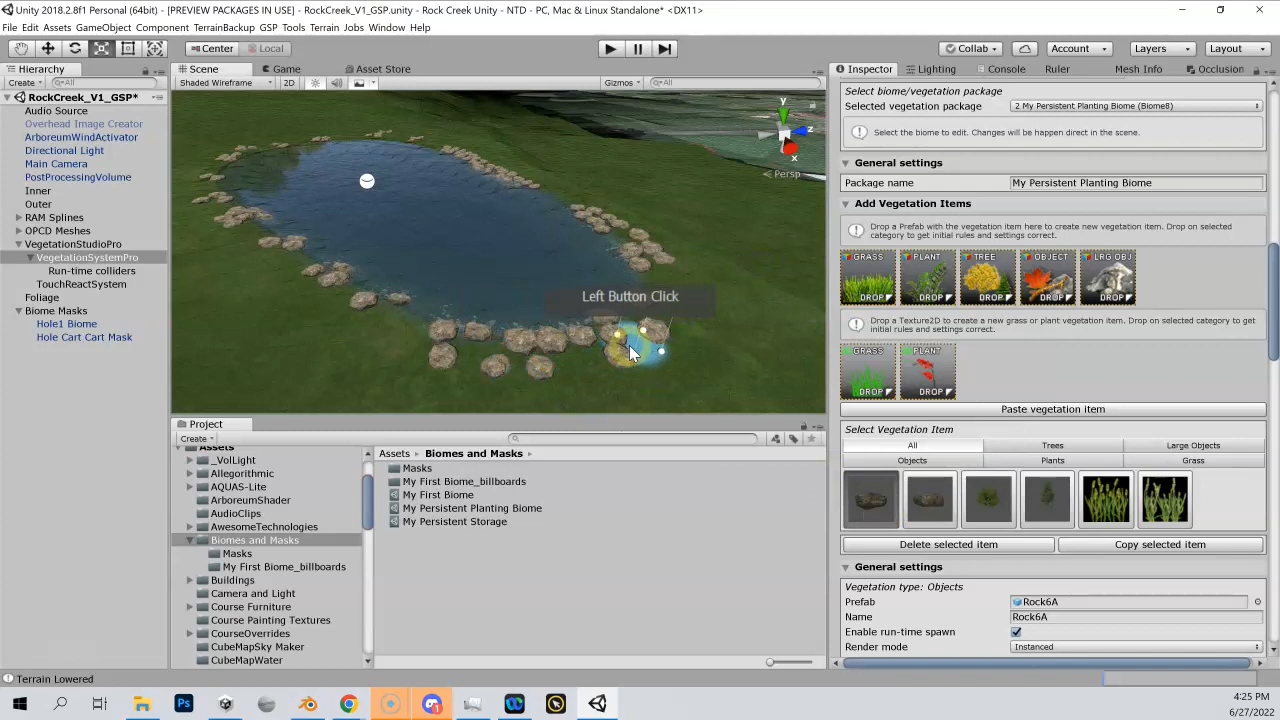 Unity 2018.2.8f1 Personal (64bit) - [PREVIEW PACKAGES IN USE] - RockCreek_V1_GSP.unity - Rock Creek Unity - NTD - PC, Mac & Linux Standalone* <DX11>
File Edit Assets GameObject Component TerrainBackup GSP Tools Terrain Jobs Window Help
Center Local Collab Account Layers Layout
Hierarchy Scene Game Asset Store Inspector Lighting Console Ruler Mesh Info Occlusion
Create All Shaded Wireframe 2D Gizmos All
RockCreek_V1_GSP*
Audio Source
Overhead Image Creator
ArboreumWindActivator
Directional Light
Main Camera
PostProcessingVolume
Inner
Outer
RAM Splines
OPCD Meshes
VegetationStudioPro
VegetationSystemPro
Run-time colliders
TouchReactSystem
Foliage
Biome Masks
Hole1 Biome
Hole Cart Cart Mask
y
z
x
Persp
Left Button Click
Select biome/vegetation package
Selected vegetation package 2 My Persistent Planting Biome (Biome8)
Select the biome to edit. Changes will be happen direct in the scene.
General settings
Package name My Persistent Planting Biome
Add Vegetation Items
Drop a Prefab with the vegetation item here to create new vegetation item. Drop on selected
category to get initial rules and settings correct.
GRASS PLANT TREE OBJECT LRG OBJ
DROP DROP DROP DROP DROP
Drop a Texture2D to create a new grass or plant vegetation item. Drop on selected category to get
initial rules and settings correct.
GRASS PLANT
DROP DROP
Paste vegetation item
Select Vegetation Item
All Trees Large Objects
Objects Plants Grass
Delete selected item Copy selected item
General settings
Vegetation type: Objects
Prefab Rock6A
Name Rock6A
Enable run-time spawn
Render mode Instanced
Project
Create
Assets
_VolLight
Allegorithmic
AQUAS-Lite
ArboreumShader
AudioClips
AwesomeTechnologies
Biomes and Masks
Masks
My First Biome_billboards
Buildings
Camera and Light
Course Furniture
Course Painting Textures
CourseOverrides
CubeMapSky Maker
CubeMapWater
Assets Biomes and Masks
Masks
My First Biome_billboards
My First Biome
My Persistent Planting Biome
My Persistent Storage
Terrain Lowered
Ps
1
4:25 PM
6/27/2022